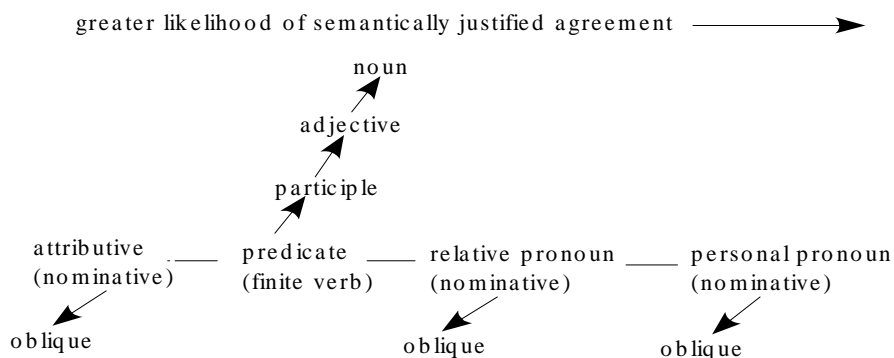 greater likelihood of semantically justified agreement
noun
adjective
participle
attributive predicate relative pronoun personal pronoun
(nominative) (finite verb) (nominative) (nominative)
oblique oblique oblique